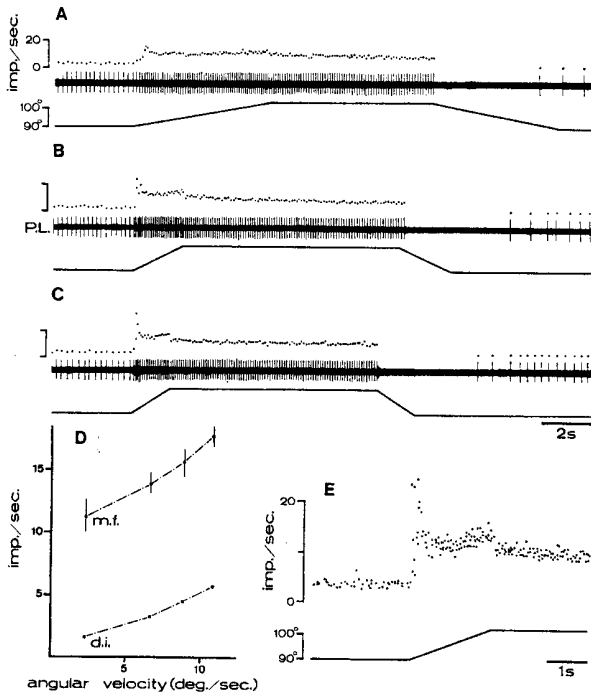 A
imp./sec.
20
0
100°
90°
B
P.L.
C
2s
D
imp./sec.
15
10
5
m.f.
d.i.
5
10
angular velocity (deg./sec.)
E
imp./sec.
20
10
0
100°
90°
1s